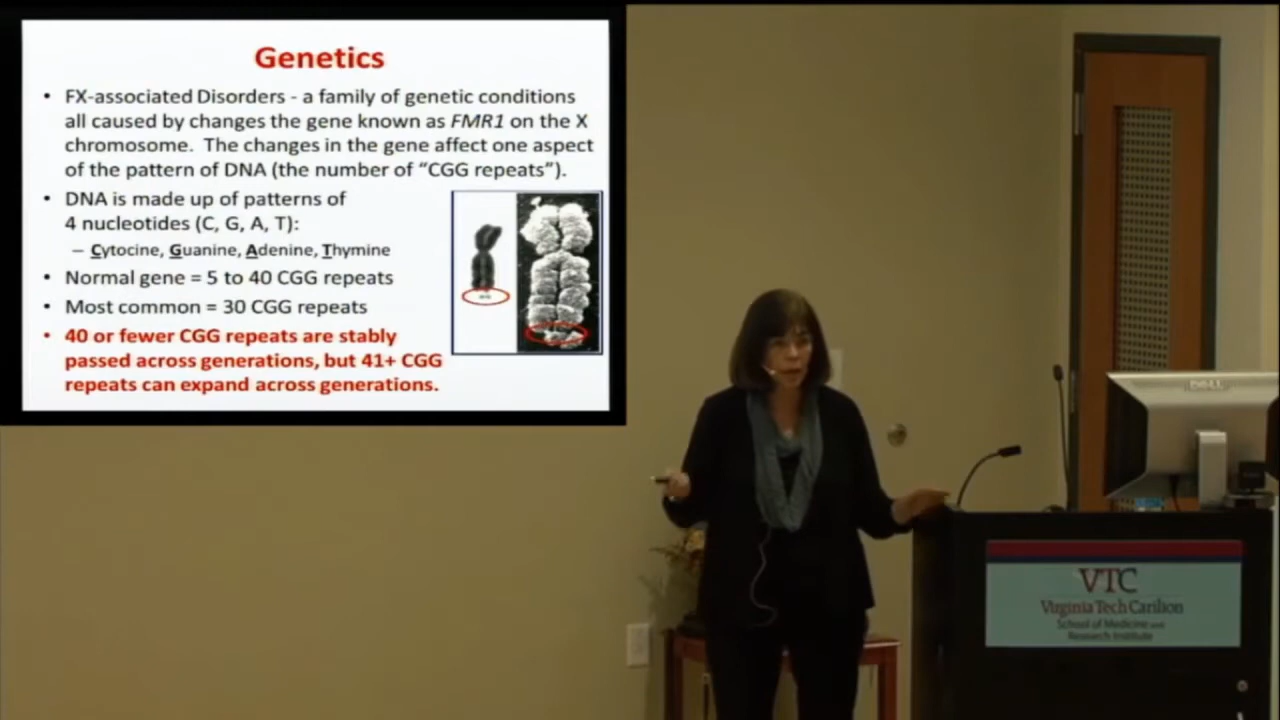 Genetics
• FX-associated Disorders - a family of genetic conditions
all caused by changes the gene known as FMR1 on the X
chromosome. The changes in the gene affect one aspect
of the pattern of DNA (the number of “CGG repeats”).
• DNA is made up of patterns of
4 nucleotides (C, G, A, T):
– Cytocine, Guanine, Adenine, Thymine
• Normal gene = 5 to 40 CGG repeats
• Most common = 30 CGG repeats
• 40 or fewer CGG repeats are stably
passed across generations, but 41+ CGG
repeats can expand across generations.
DELL
VTC
Virginia Tech Carilion
School of Medicine and
Research Institute